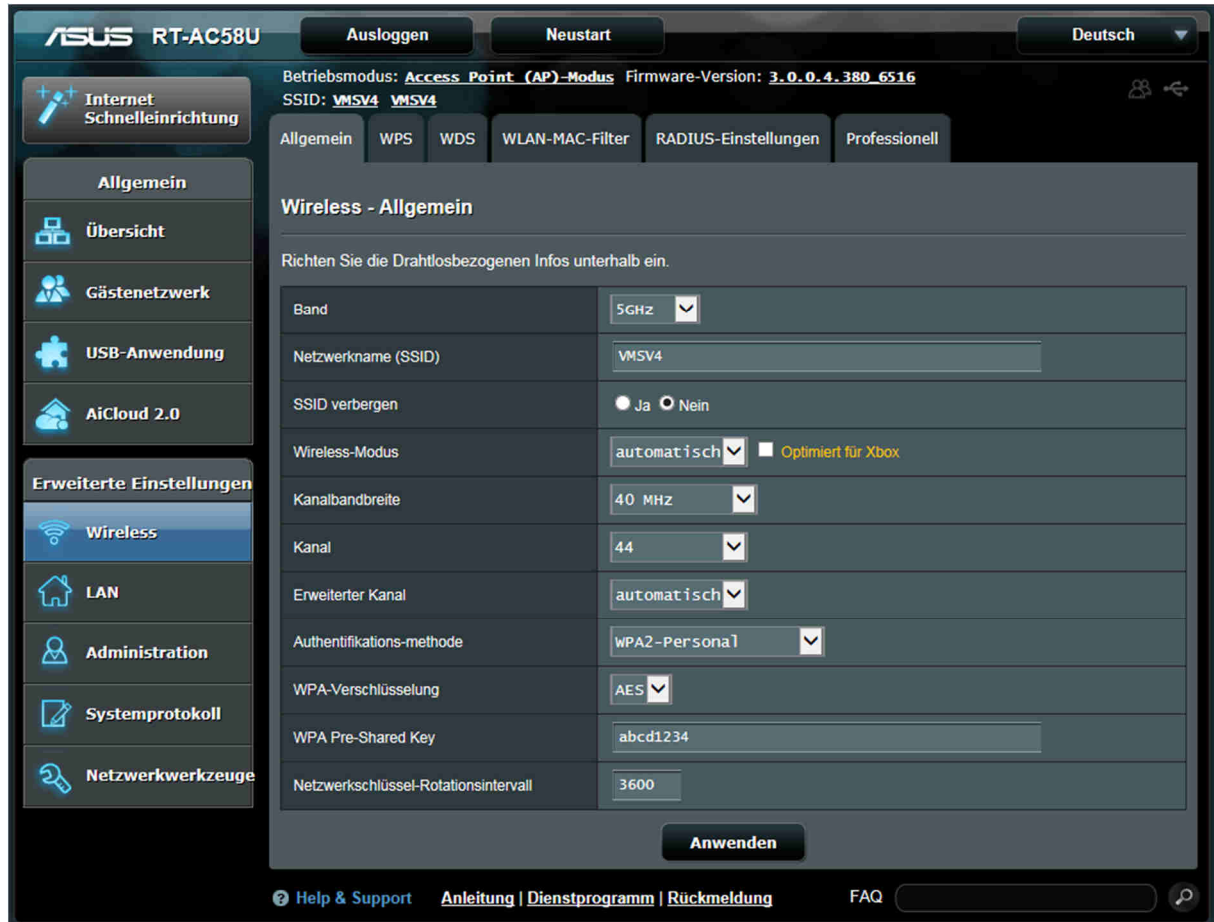 ASUS RT-AC58U Ausloggen Neustart Deutsch
Betriebsmodus: Access Point (AP)-Modus Firmware-Version: 3.0.0.4.380_6516
SSID: VMSV4 VMSV4
Internet
Schnelleinrichtung
Allgemein WPS WDS WLAN-MAC-Filter RADIUS-Einstellungen Professionell
Allgemein
Übersicht
Gästenetzwerk
USB-Anwendung
AiCloud 2.0
Erweiterte Einstellungen
Wireless
LAN
Administration
Systemprotokoll
Netzwerkwerkzeuge
Wireless - Allgemein
Richten Sie die Drahtlosbezogenen Infos unterhalb ein.
Band 5GHz
Netzwerkname (SSID) VMSV4
SSID verbergen Ja Nein
Wireless-Modus automatisch Optimiert für Xbox
Kanalbandbreite 40 MHz
Kanal 44
Erweiterter Kanal automatisch
Authentifikations-methode WPA2-Personal
WPA-Verschlüsselung AES
WPA Pre-Shared Key abcd1234
Netzwerkschlüssel-Rotationsintervall 3600
Anwenden
Help & Support Anleitung | Dienstprogramm | Rückmeldung FAQ